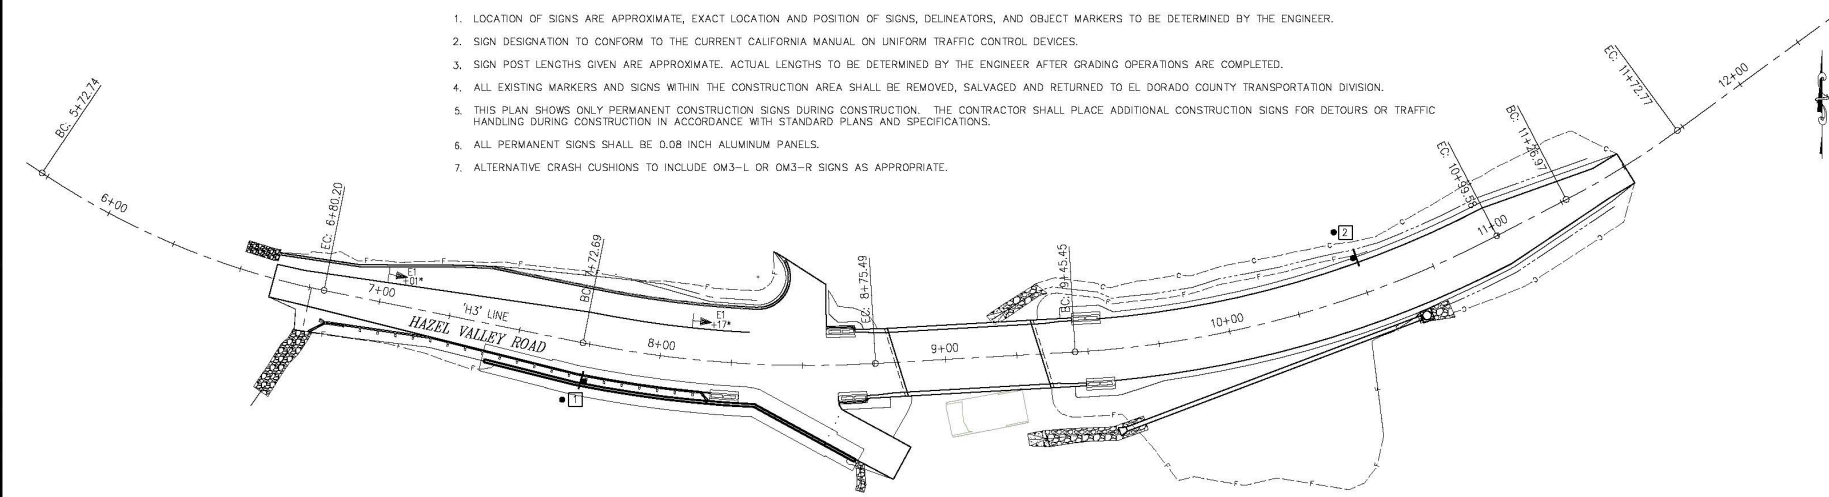 1. LOCATION OF SIGNS ARE APPROXIMATE, EXACT LOCATION AND POSITION OF SIGNS, DELINEATORS, AND OBJECT MARKERS TO BE DETERMINED BY THE ENGINEER.
2. SIGN DESIGNATION TO CONFORM TO THE CURRENT CALIFORNIA MANUAL ON UNIFORM TRAFFIC CONTROL DEVICES.
3. SIGN POST LENGTHS GIVEN ARE APPROXIMATE. ACTUAL LENGTHS TO BE DETERMINED BY THE ENGINEER AFTER GRADING OPERATIONS ARE COMPLETED.
4. ALL EXISTING MARKERS AND SIGNS WITHIN THE CONSTRUCTION AREA SHALL BE REMOVED, SALVAGED AND RETURNED TO EL DORADO COUNTY TRANSPORTATION DIVISION.
5. THIS PLAN SHOWS ONLY PERMANENT CONSTRUCTION SIGNS DURING CONSTRUCTION. THE CONTRACTOR SHALL PLACE ADDITIONAL CONSTRUCTION SIGNS FOR DETOURS OR TRAFFIC
HANDLING DURING CONSTRUCTION IN ACCORDANCE WITH STANDARD PLANS AND SPECIFICATIONS.
6. ALL PERMANENT SIGNS SHALL BE 0.08 INCH ALUMINUM PANELS.
7. ALTERNATIVE CRASH CUSHIONS TO INCLUDE OM3-L OR OM3-R SIGNS AS APPROPRIATE.
BC: 5+72.74
6+00
EC: 6+80.20
E1
+01*
7+00
'H3' LINE
HAZEL VALLEY ROAD
BC: 7+72.69
1
8+00
E1
+17*
EC: 8+75.49
9+00
BC: 9+45.45
10+00
2
EC: 10+99.58
11+00
BC: 11+26.97
EC: 11+72.77
12+00